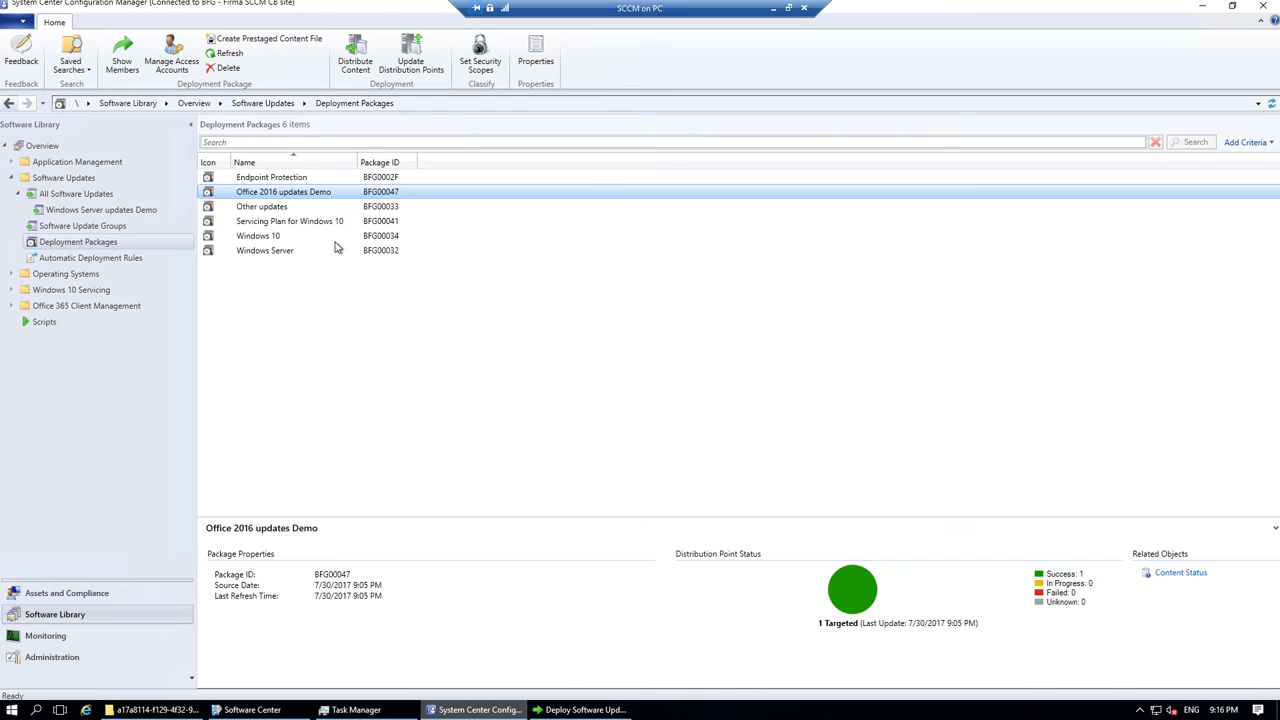 System Center Configuration Manager (Connected to BFG - Firma SCCM CB site)
SCCM on PC
Home
Feedback
Saved Searches
Show Members
Manage Access Accounts
Create Prestaged Content File
Refresh
Delete
Distribute Content
Update Distribution Points
Set Security Scopes
Properties
Feedback
Search
Deployment Package
Deployment
Classify
Properties
\ Software Library Overview Software Updates Deployment Packages
Software Library
Overview
Application Management
Software Updates
All Software Updates
Windows Server updates Demo
Software Update Groups
Deployment Packages
Automatic Deployment Rules
Operating Systems
Windows 10 Servicing
Office 365 Client Management
Scripts
Assets and Compliance
Software Library
Monitoring
Administration
Deployment Packages 6 items
Search
Search
Add Criteria
Icon Name Package ID
Endpoint Protection BFG0002F
Office 2016 updates Demo BFG00047
Other updates BFG00033
Servicing Plan for Windows 10 BFG00041
Windows 10 BFG00034
Windows Server BFG00032
Office 2016 updates Demo
Package Properties
Package ID: BFG00047
Source Date: 7/30/2017 9:05 PM
Last Refresh Time: 7/30/2017 9:05 PM
Distribution Point Status
Success: 1
In Progress: 0
Failed: 0
Unknown: 0
1 Targeted (Last Update: 7/30/2017 9:05 PM)
Related Objects
Content Status
Ready
a17a8114-f129-4f32-9...
Software Center
Task Manager
System Center Config...
Deploy Software Upd...
ENG
9:16 PM